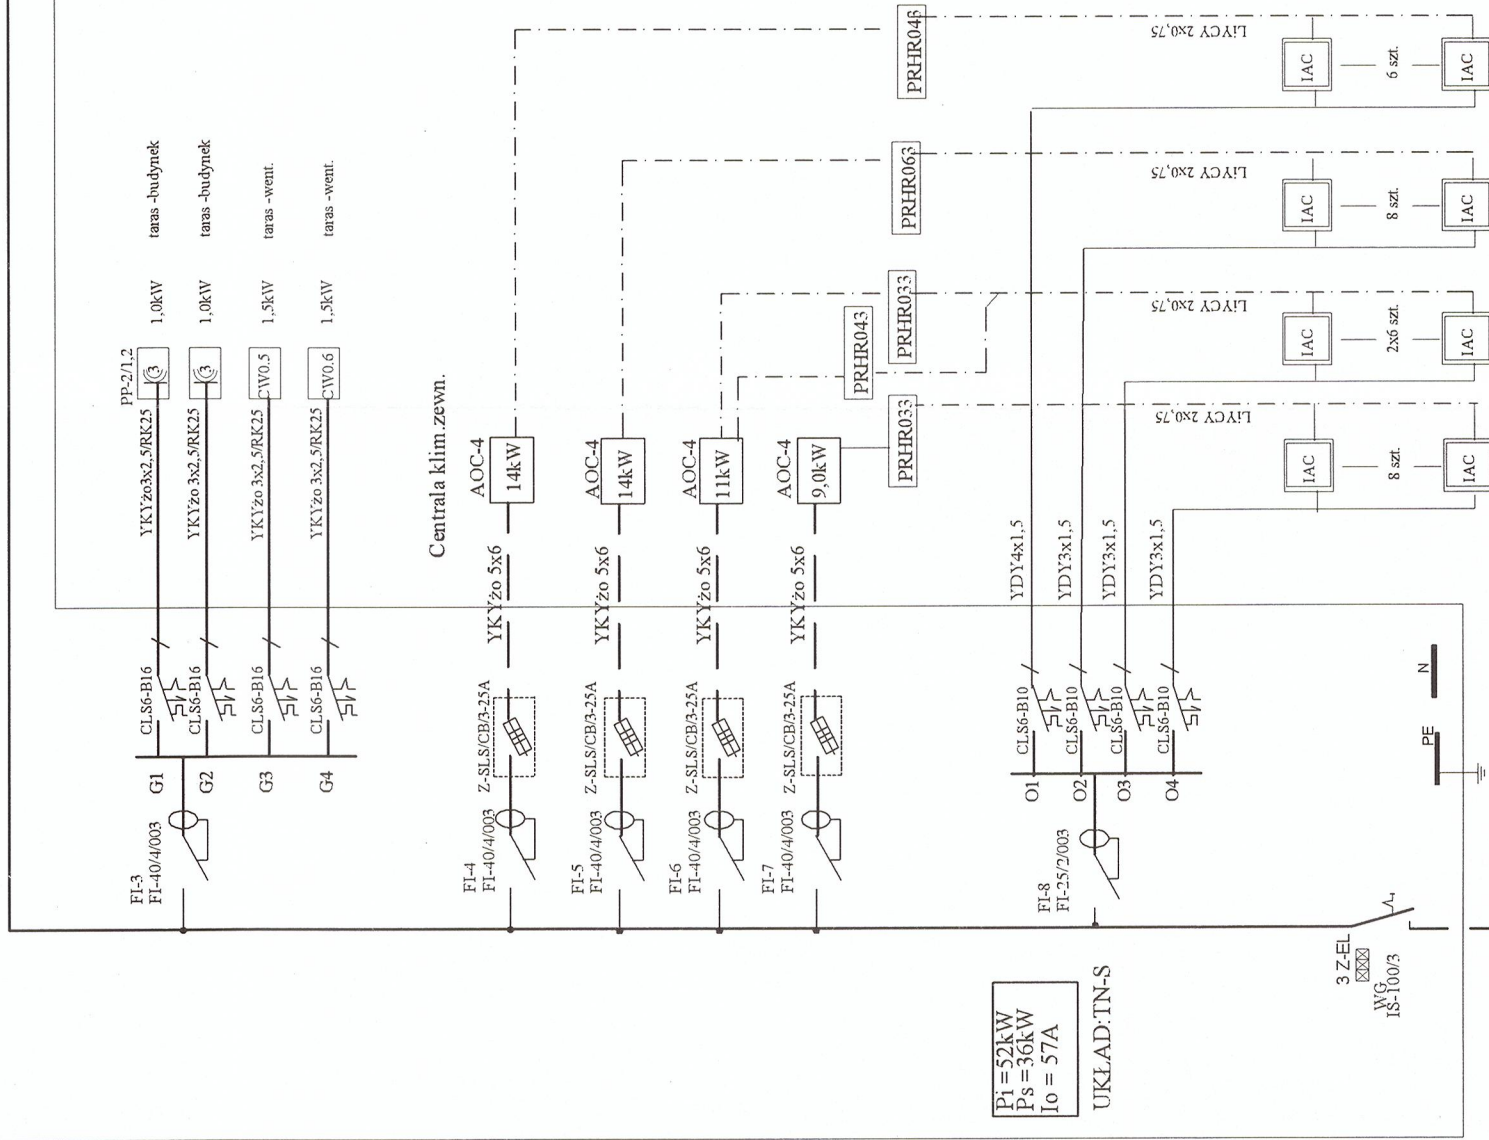 PP-2/1,2
1,0kW
taras -budynek
1,0kW
taras -budynek
CW0.5
1,5kW
taras -went.
CW0.6
1,5kW
taras -went.
3
3
YKYżo3x2,5/RK25
YKYżo 3x2,5/RK25
YKYżo 3x2,5/RK25
YKYżo 3x2,5/RK25
CLS6-B16
CLS6-B16
CLS6-B16
CLS6-B16
G1
G2
G3
G4
FI-3
FI-40/4/003
Centrala klim.zewn.
AOC-4
14kW
AOC-4
14kW
AOC-4
11kW
AOC-4
9,0kW
YKYżo 5x6
YKYżo 5x6
YKYżo 5x6
YKYżo 5x6
Z-SLS/CB/3-25A
Z-SLS/CB/3-25A
Z-SLS/CB/3-25A
Z-SLS/CB/3-25A
FI-4
FI-40/4/003
FI-5
FI-40/4/003
FI-6
FI-40/4/003
FI-7
FI-40/4/003
PRHR043
PRHR063
PRHR033
PRHR043
PRHR033
LiYCY 2x0,75
LiYCY 2x0,75
LiYCY 2x0,75
LiYCY 2x0,75
IAC
6 szt.
IAC
IAC
8 szt.
IAC
IAC
2x6 szt.
IAC
IAC
8 szt.
IAC
YDY4x1,5
YDY3x1,5
YDY3x1,5
YDY3x1,5
CLS6-B10
CLS6-B10
CLS6-B10
CLS6-B10
O1
O2
O3
O4
FI-8
FI-25/2/003
N
PE
3 Z-EL
WG
IS-100/3
Pi =52kW
Ps =36kW
Io = 57A
UKŁAD:TN-S